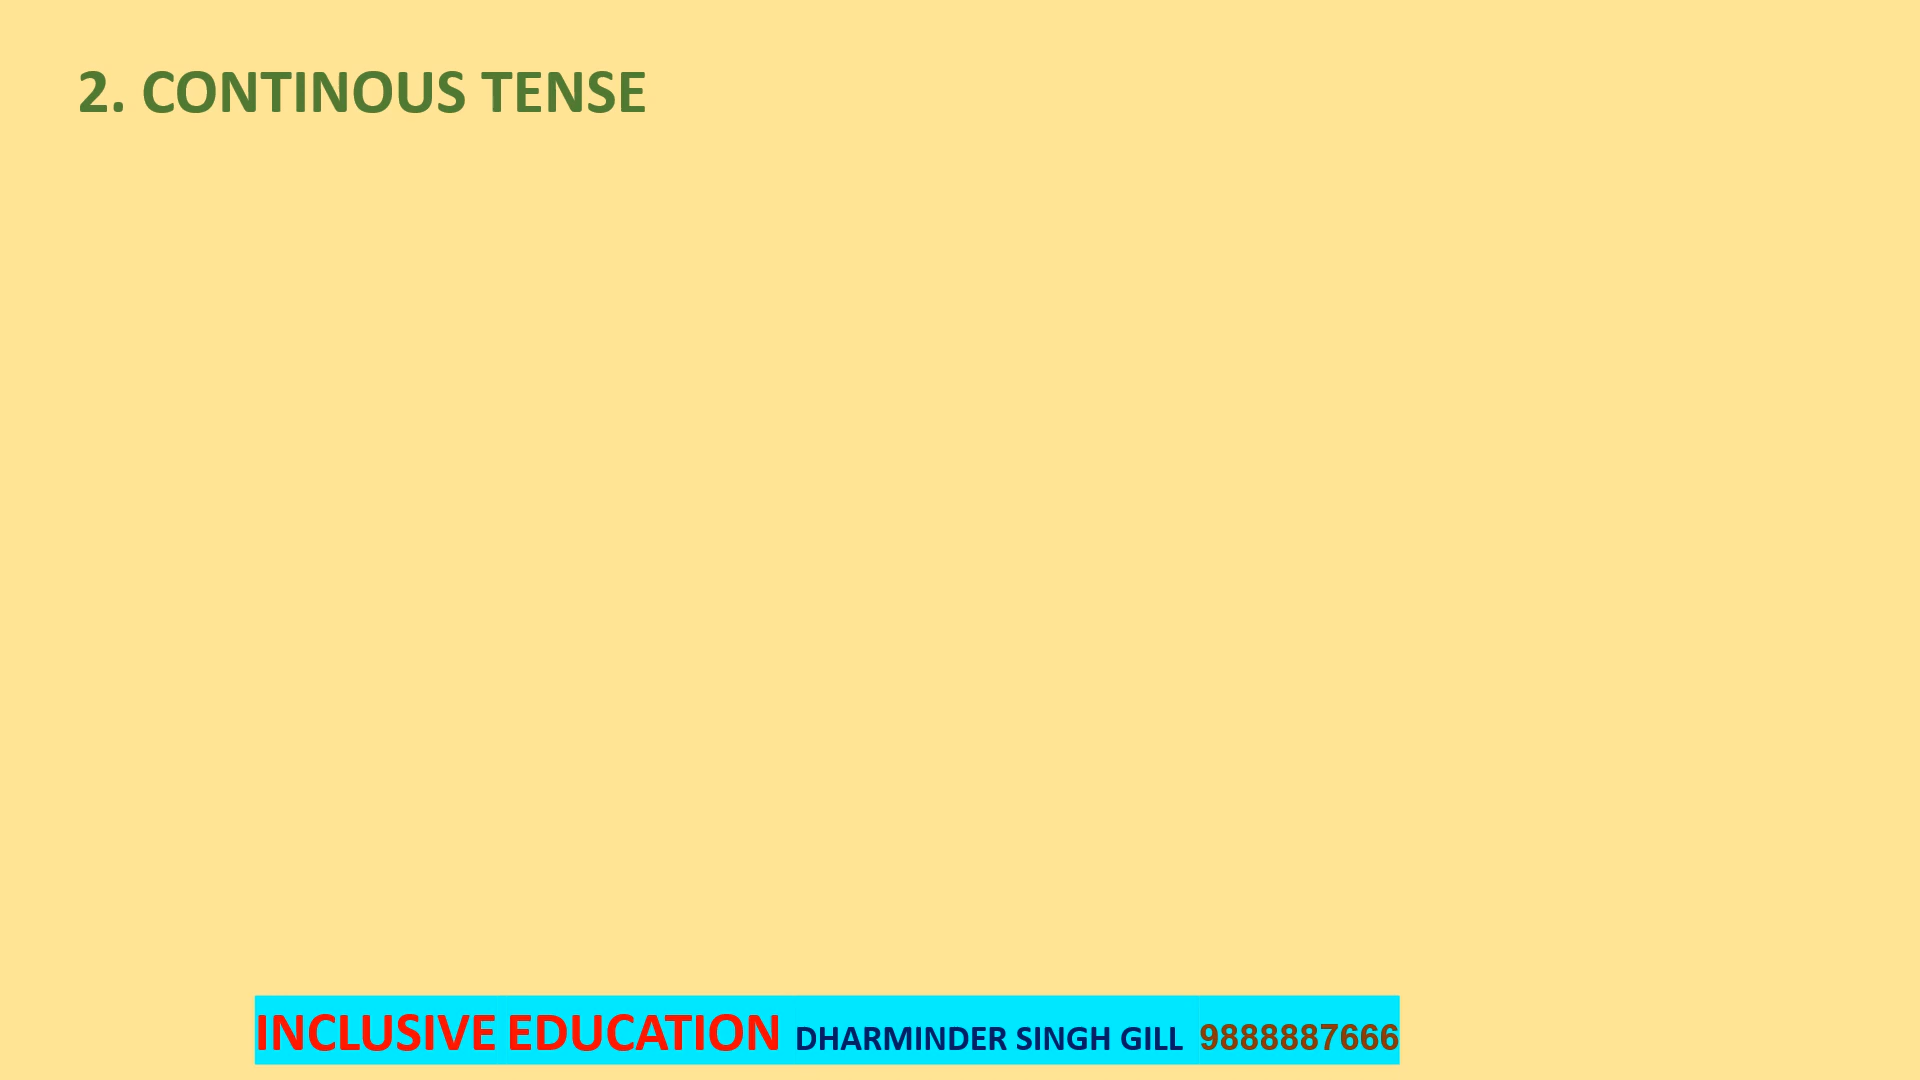 2. CONTINOUS TENSE
INCLUSIVE EDUCATION DHARMINDER SINGH GILL 9888887666